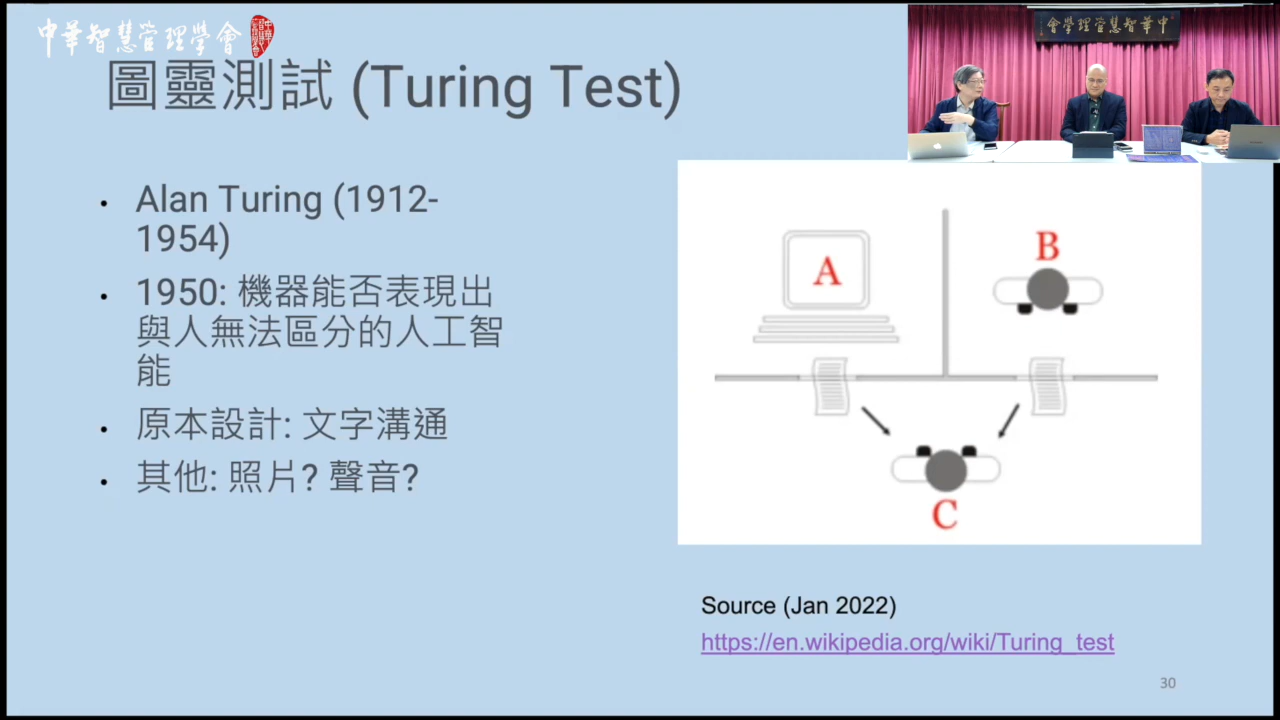 中華智慧管理學會
圖靈測試 (Turing Test)
會學理管慧智華中
• Alan Turing (1912-
1954)
• 1950: 機器能否表現出
與人無法區分的人工智
能
• 原本設計: 文字溝通
• 其他: 照片? 聲音?
A
B
C
Source (Jan 2022)
https://en.wikipedia.org/wiki/Turing_test
30